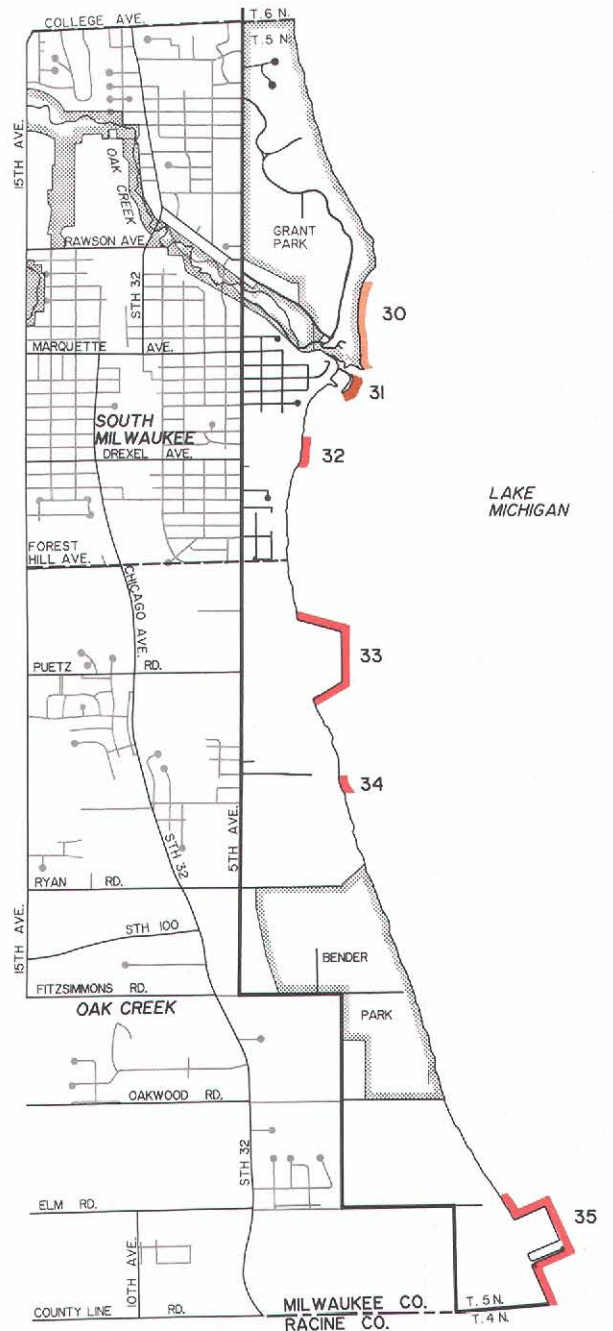 COLLEGE AVE.
T. 6 N.
T. 5 N.
15TH AVE.
OAK CREEK
GRANT
PARK
RAWSON AVE.
STH 32
30
MARQUETTE AVE.
31
SOUTH
MILWAUKEE
DREXEL AVE.
32
LAKE
MICHIGAN
FOREST
HILL AVE.
CHICAGO AVE.
33
PUETZ RD.
34
5TH AVE.
STH 32
RYAN RD.
15TH AVE.
STH 100
BENDER
FITZSIMMONS RD.
OAK CREEK
PARK
OAKWOOD RD.
STH 32
ELM RD.
35
10TH AVE.
COUNTY LINE RD.
MILWAUKEE CO.
RACINE CO.
T. 5 N.
T. 4 N.